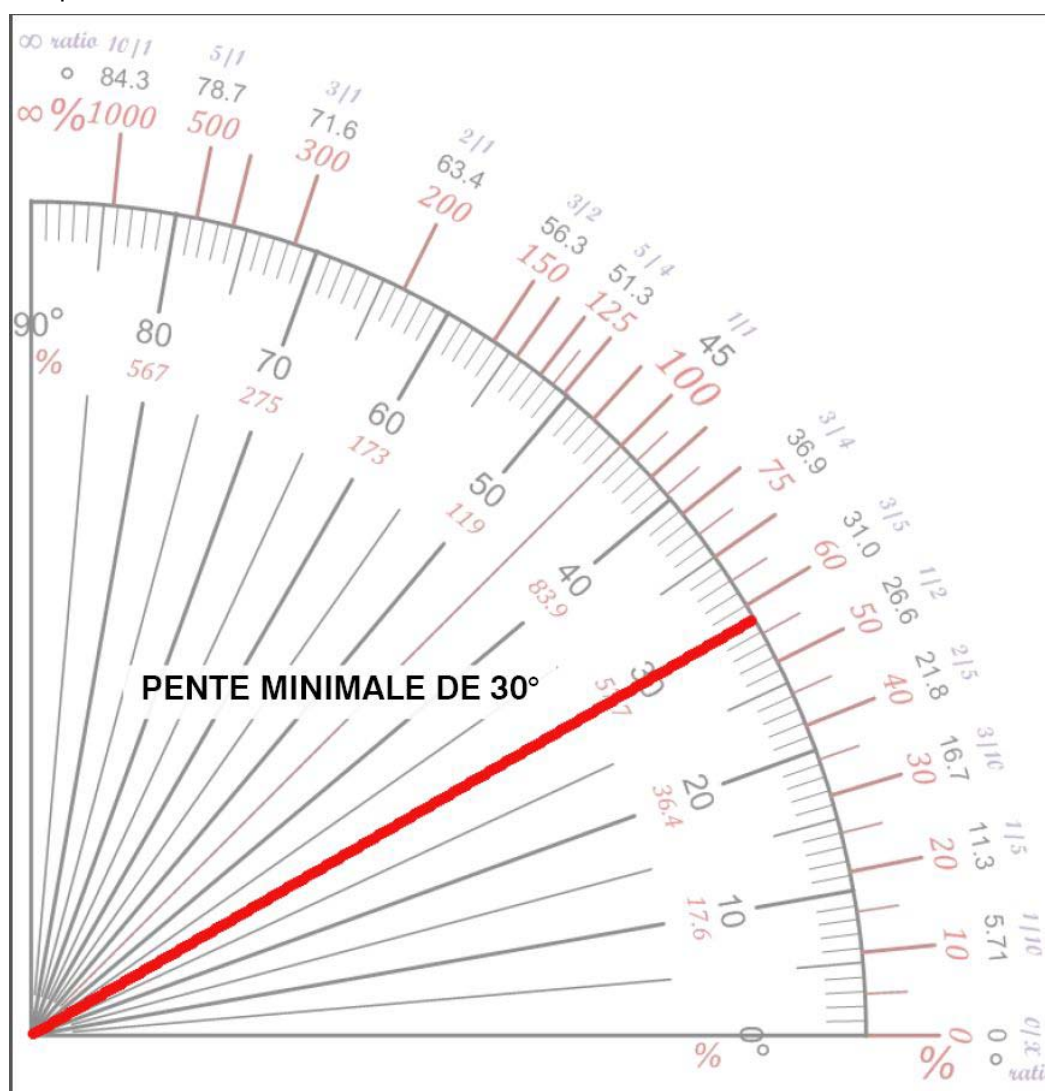 ∞ ratio 10/1 5/1 3/1 2/1 3/2 5/4 1/1 3/4 3/5 1/2 2/5 3/10 1/5 1/10 0/x ratio
° 84.3 78.7 71.6 63.4 56.3 51.3 45 36.9 31.0 26.6 21.8 16.7 11.3 5.71 0 °
∞ % 1000 500 300 200 150 125 100 75 60 50 40 30 20 10 0 %
90° 80 70 60 50 40 30 20 10 0°
% 567 275 173 119 83.9 36.4 17.6 %
PENTE MINIMALE DE 30°